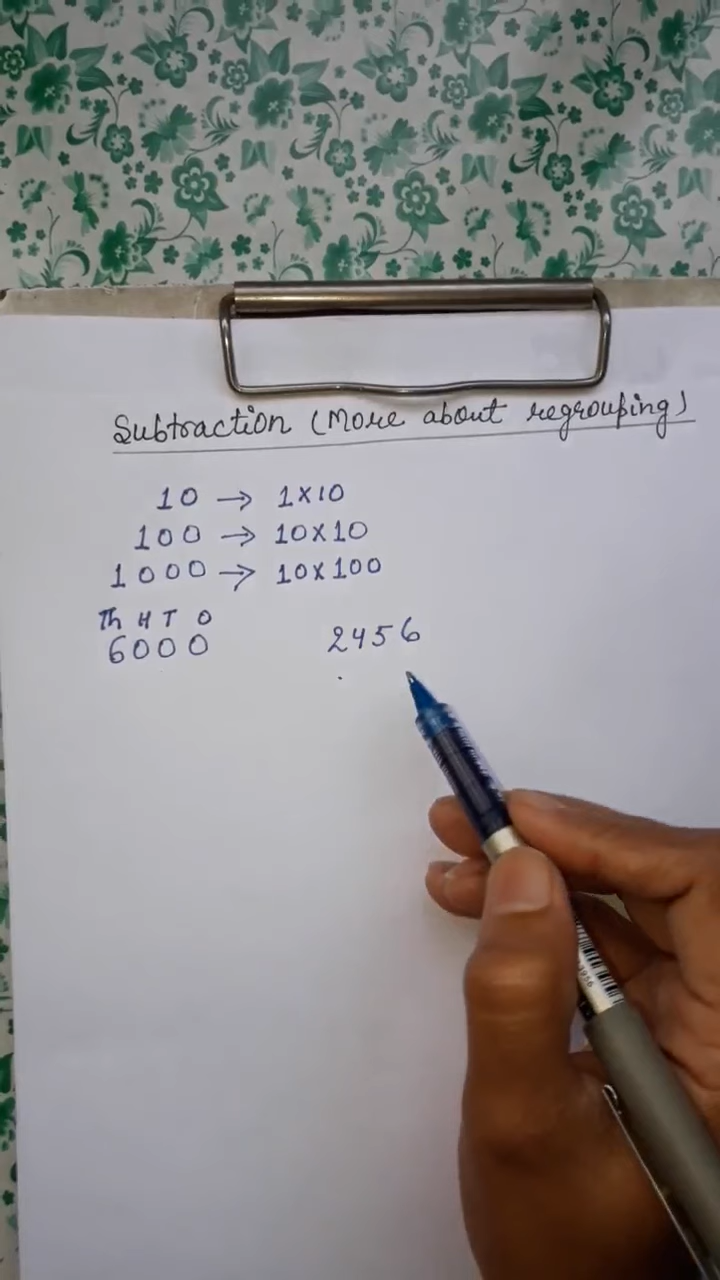 Subtraction (More about regrouping)
10 → 1×10
100 → 10×10
1000 → 10×100
Th H T O
6000 2456